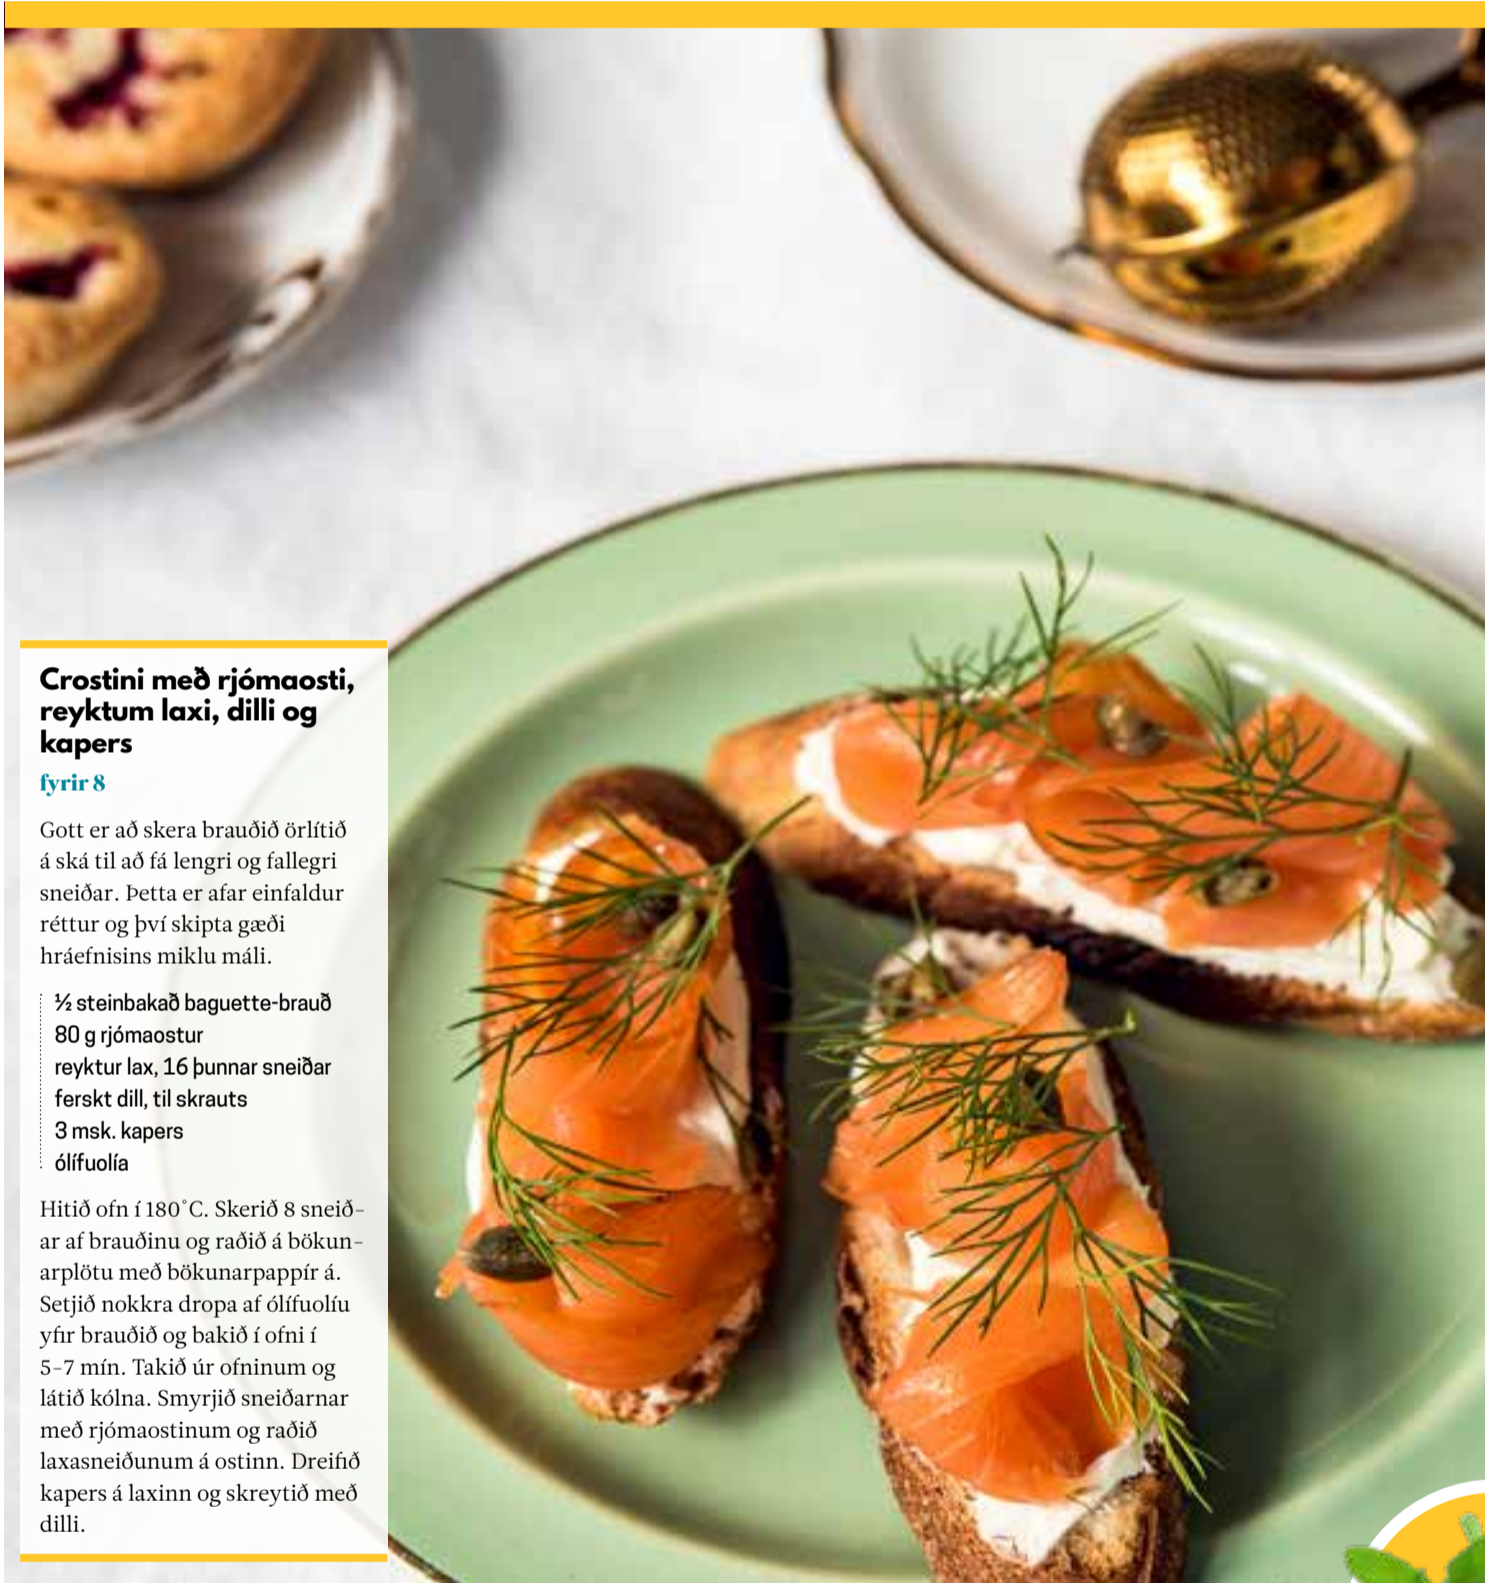 Crostini með rjómaosti,
reyktum laxi, dilli og
kapers
fyrir 8
Gott er að skera brauðið örlítið
á ská til að fá lengri og fallegri
sneiðar. Þetta er afar einfaldur
réttur og því skipta gæði
hráefnisins miklu máli.
½ steinbakað baguette-brauð
80 g rjómaostur
reyktur lax, 16 þunnar sneiðar
ferskt dill, til skrauts
3 msk. kapers
ólífuolía
Hitið ofn í 180°C. Skerið 8 sneið-
ar af brauðinu og raðið á bökun-
arplötu með bökunarpappír á.
Setjið nokkra dropa af ólífuolíu
yfir brauðið og bakið í ofni í
5-7 mín. Takið úr ofninum og
látið kólna. Smyrjið sneiðarnar
með rjómaostinum og raðið
laxasneiðunum á ostinn. Dreifið
kapers á laxinn og skreytið með
dilli.